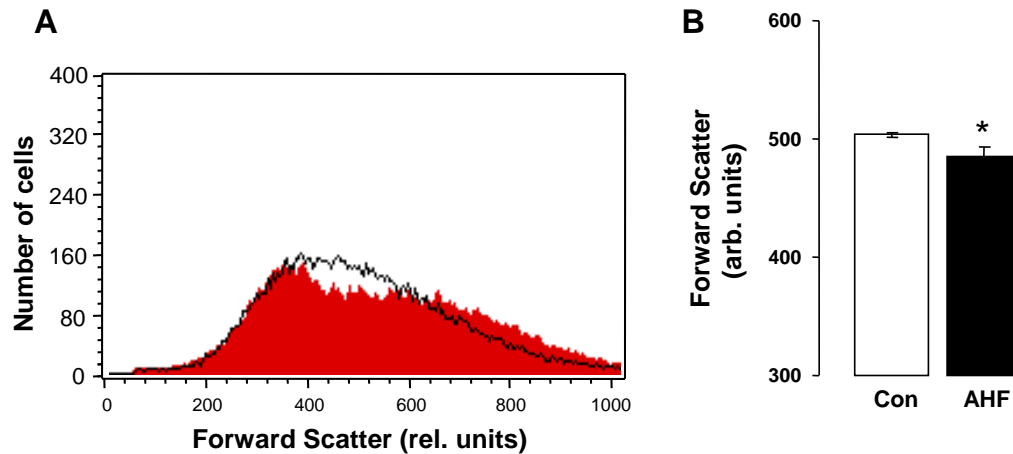 A
400
320
240
160
80
0
Number of cells
0 200 400 600 800 1000
Forward Scatter (rel. units)
B
600
500
400
300
Forward Scatter
(arb. units)
*
Con AHF